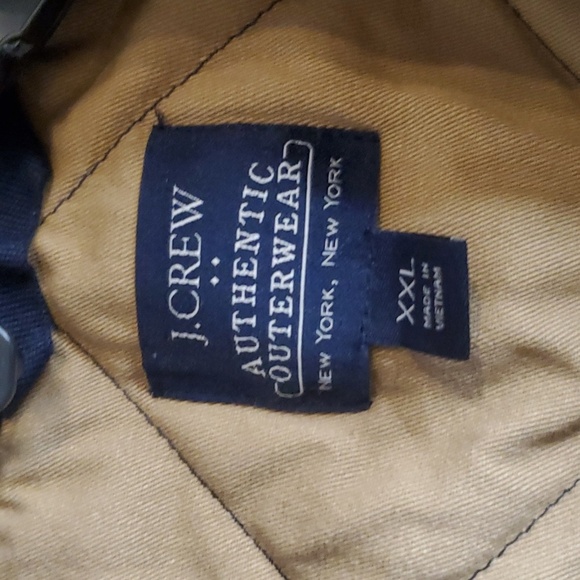 J.CREW
AUTHENTIC
OUTERWEAR
NEW YORK, NEW YORK
XXL
MADE IN
VIETNAM